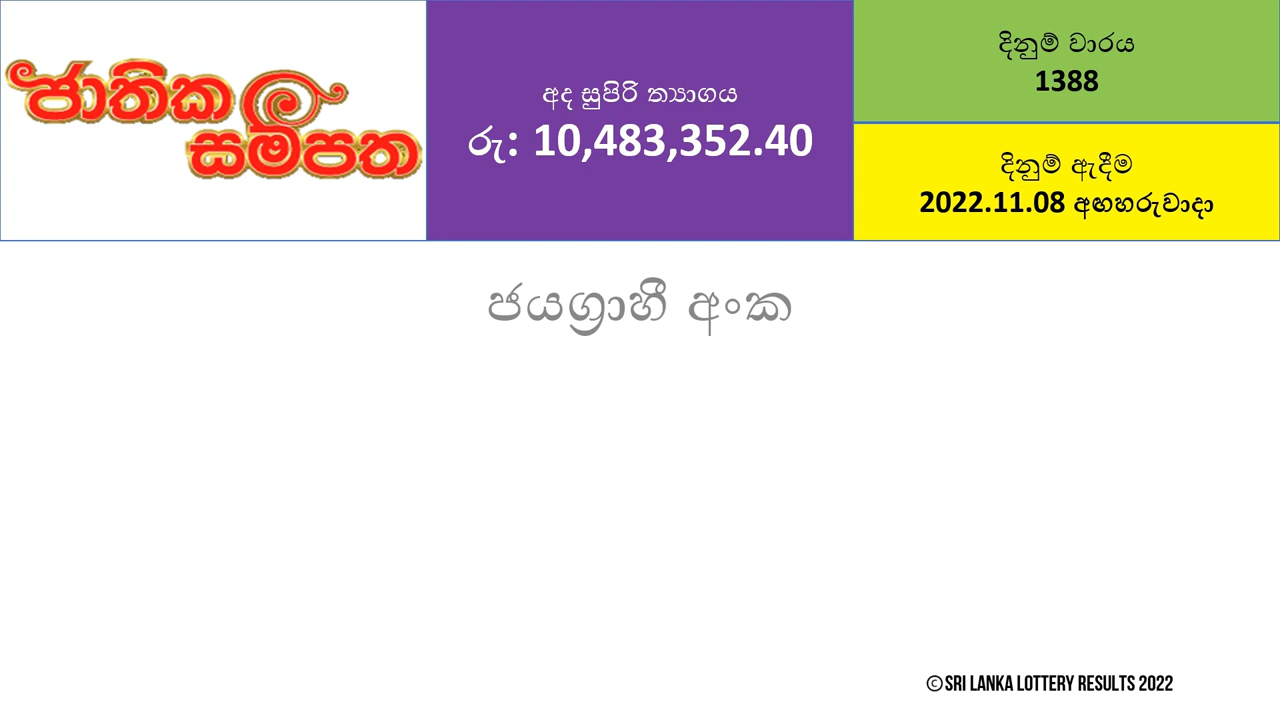 ජාතික
සම්පත
අද සුපිරි ත්‍යාගය
රු: 10,483,352.40
දිනුම් වාරය
1388
දිනුම් ඇදීම
2022.11.08 අඟහරුවාදා
ජයග්‍රාහී අංක
©SRI LANKA LOTTERY RESULTS 2022